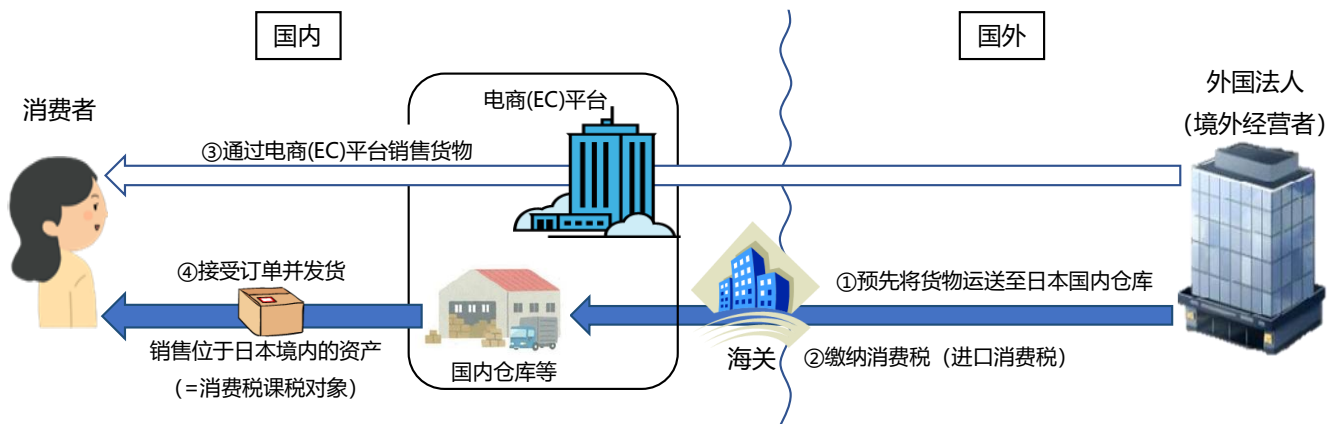 国内
国外
消费者
电商(EC)平台
外国法人
（境外经营者）
③通过电商(EC)平台销售货物
④接受订单并发货
①预先将货物运送至日本国内仓库
销售位于日本境内的资产
（=消费税课税对象）
国内仓库等
海关
②缴纳消费税（进口消费税）